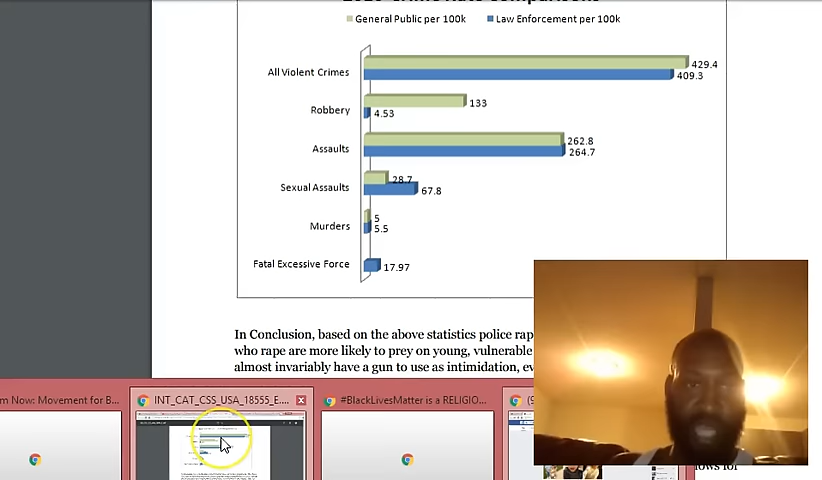 General Public per 100k Law Enforcement per 100k
All Violent Crimes 429.4
409.3
Robbery 133
4.53
Assaults 262.8
264.7
Sexual Assaults 28.7
67.8
Murders 5
5.5
Fatal Excessive Force 17.97
In Conclusion, based on the above statistics police rap
who rape are more likely to prey on young, vulnerable
almost invariably have a gun to use as intimidation, ev
m Now: Movement for B... INT_CAT_CSS_USA_18555_E.... #BlackLivesMatter is a RELIGIO...